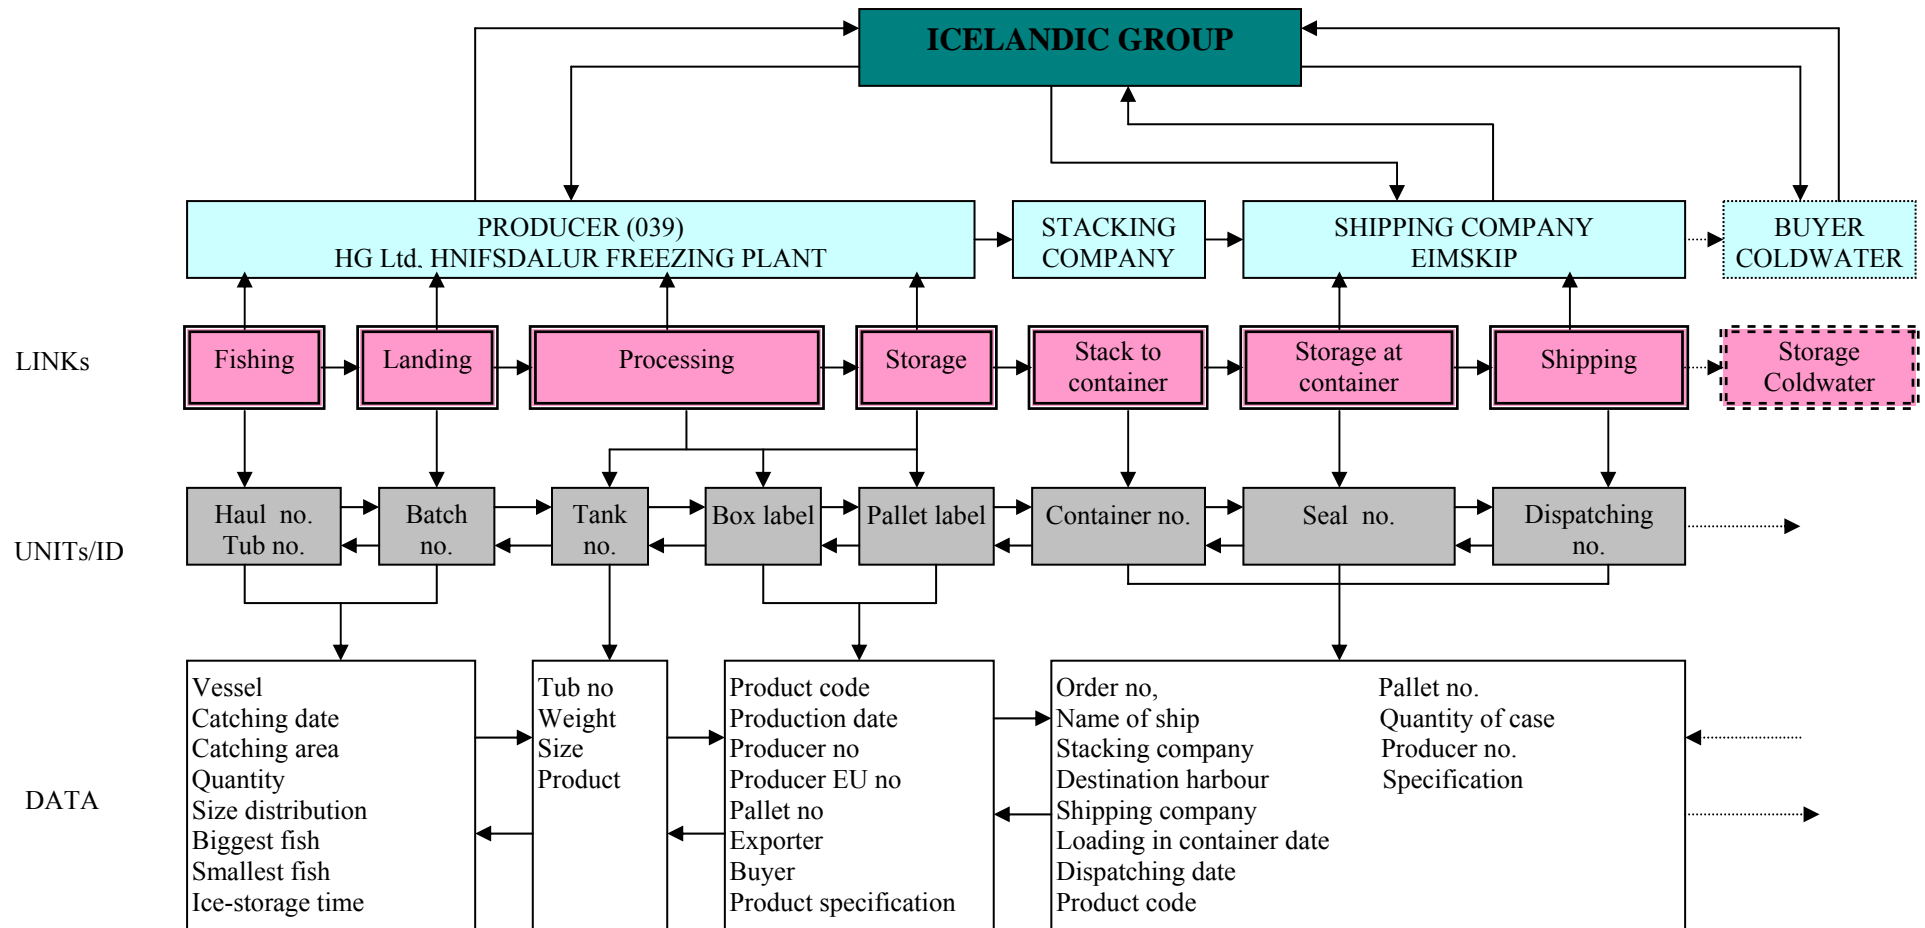 ICELANDIC GROUP
PRODUCER (039)
HG Ltd, HNIFSDALUR FREEZING PLANT
STACKING
COMPANY
SHIPPING COMPANY
EIMSKIP
BUYER
COLDWATER
LINKs
Fishing
Landing
Processing
Storage
Stack to
container
Storage at
container
Shipping
Storage
Coldwater
UNITs/ID
Haul no.
Tub no.
Batch
no.
Tank
no.
Box label
Pallet label
Container no.
Seal no.
Dispatching
no.
DATA
Vessel
Catching date
Catching area
Quantity
Size distribution
Biggest fish
Smallest fish
Ice-storage time
Tub no
Weight
Size
Product
Product code
Production date
Producer no
Producer EU no
Pallet no
Exporter
Buyer
Product specification
Order no,
Name of ship
Stacking company
Destination harbour
Shipping company
Loading in container date
Dispatching date
Product code
Pallet no.
Quantity of case
Producer no.
Specification